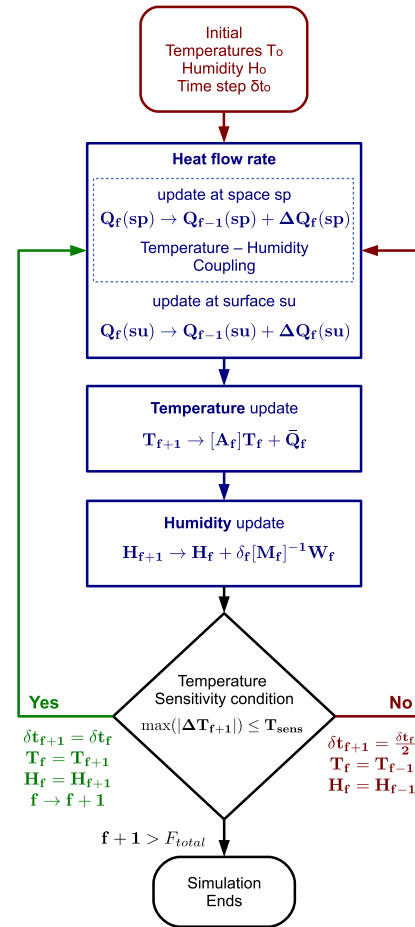 Initial
Temperatures T₀
Humidity H₀
Time step δt₀
Heat flow rate
update at space sp
Q_f(sp) → Q_{f−1}(sp) + ΔQ_f(sp)
Temperature – Humidity
Coupling
update at surface su
Q_f(su) → Q_{f−1}(su) + ΔQ_f(su)
Temperature update
T_{f+1} → [A_f]T_f + Q̄_f
Humidity update
H_{f+1} → H_f + δ_f[M_f]^{−1}W_f
Temperature
Sensitivity condition
max(|ΔT_{f+1}|) ≤ T_{sens}
Yes
δt_{f+1} = δt_f
T_f = T_{f+1}
H_f = H_{f+1}
f → f + 1
No
δt_{f+1} = δt_f/2
T_f = T_{f−1}
H_f = H_{f−1}
f + 1 > F_{total}
Simulation
Ends